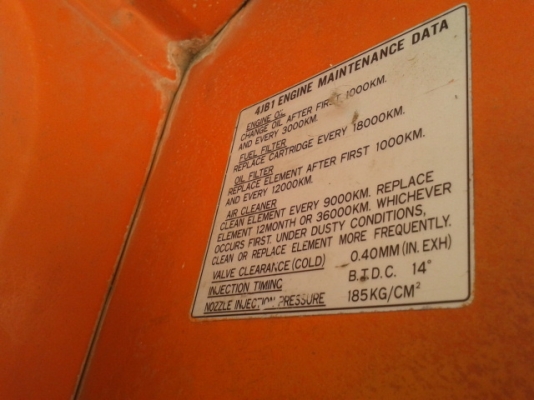 4JB1 ENGINE MAINTENANCE DATA
ENGINE OIL
CHANGE OIL AFTER FIRST 1000KM.
AND EVERY 3000KM.
FUEL FILTER
REPLACE CARTRIDGE EVERY 18000KM.
OIL FILTER
REPLACE ELEMENT AFTER FIRST 1000KM.
AND EVERY 12000KM.
AIR CLEANER
CLEAN ELEMENT EVERY 9000KM. REPLACE
ELEMENT 12MONTH OR 36000KM. WHICHEVER
OCCURS FIRST. UNDER DUSTY CONDITIONS,
CLEAN OR REPLACE ELEMENT MORE FREQUENTLY.
VALVE CLEARANCE (COLD) 0.40MM (IN. EXH)
INJECTION TIMING B.T.D.C. 14°
NOZZLE INJECTION PRESSURE 185KG/CM²